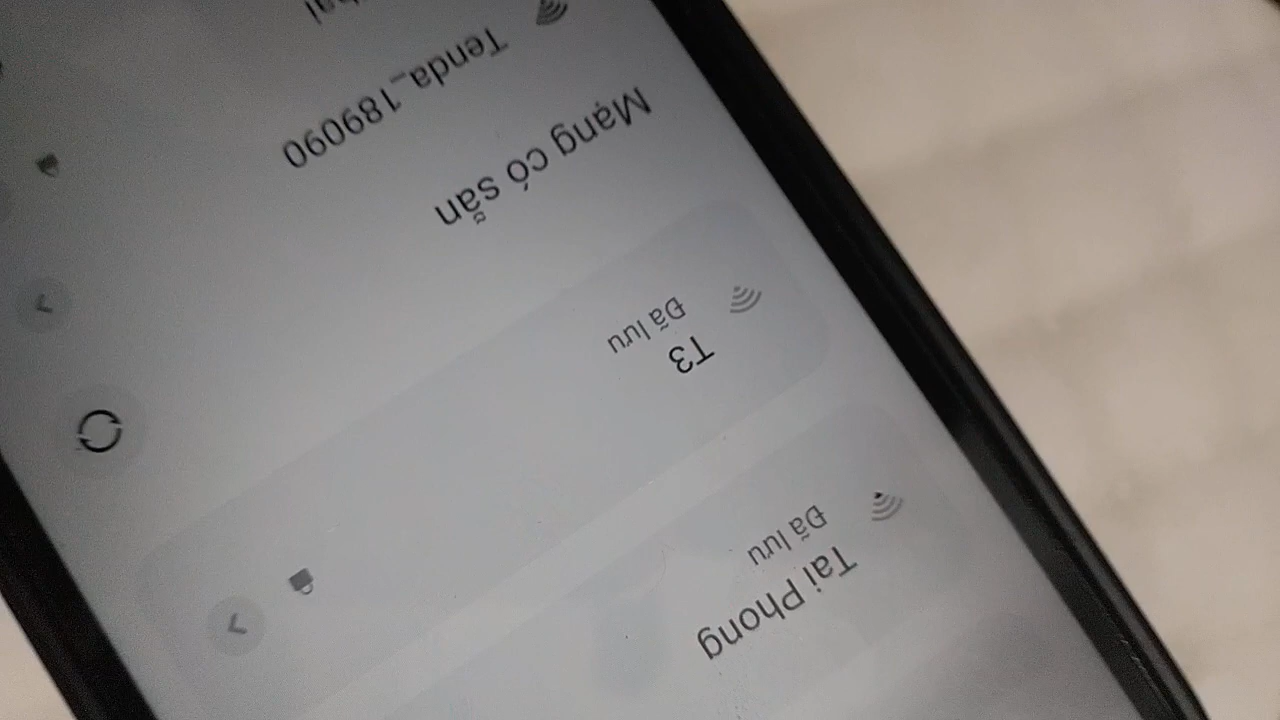 Tai Phong
Đã lưu
T3
Đã lưu
Mạng có sẵn
Tenda_189090